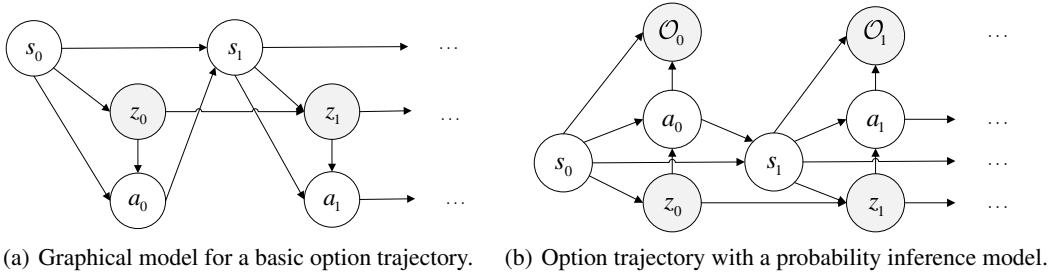 s₀ s₁ ...
z₀ z₁ ...
a₀ a₁ ...
𝒪₀ 𝒪₁ ...
a₀ a₁ ...
s₀ s₁ ...
z₀ z₁ ...
(a) Graphical model for a basic option trajectory.
(b) Option trajectory with a probability inference model.